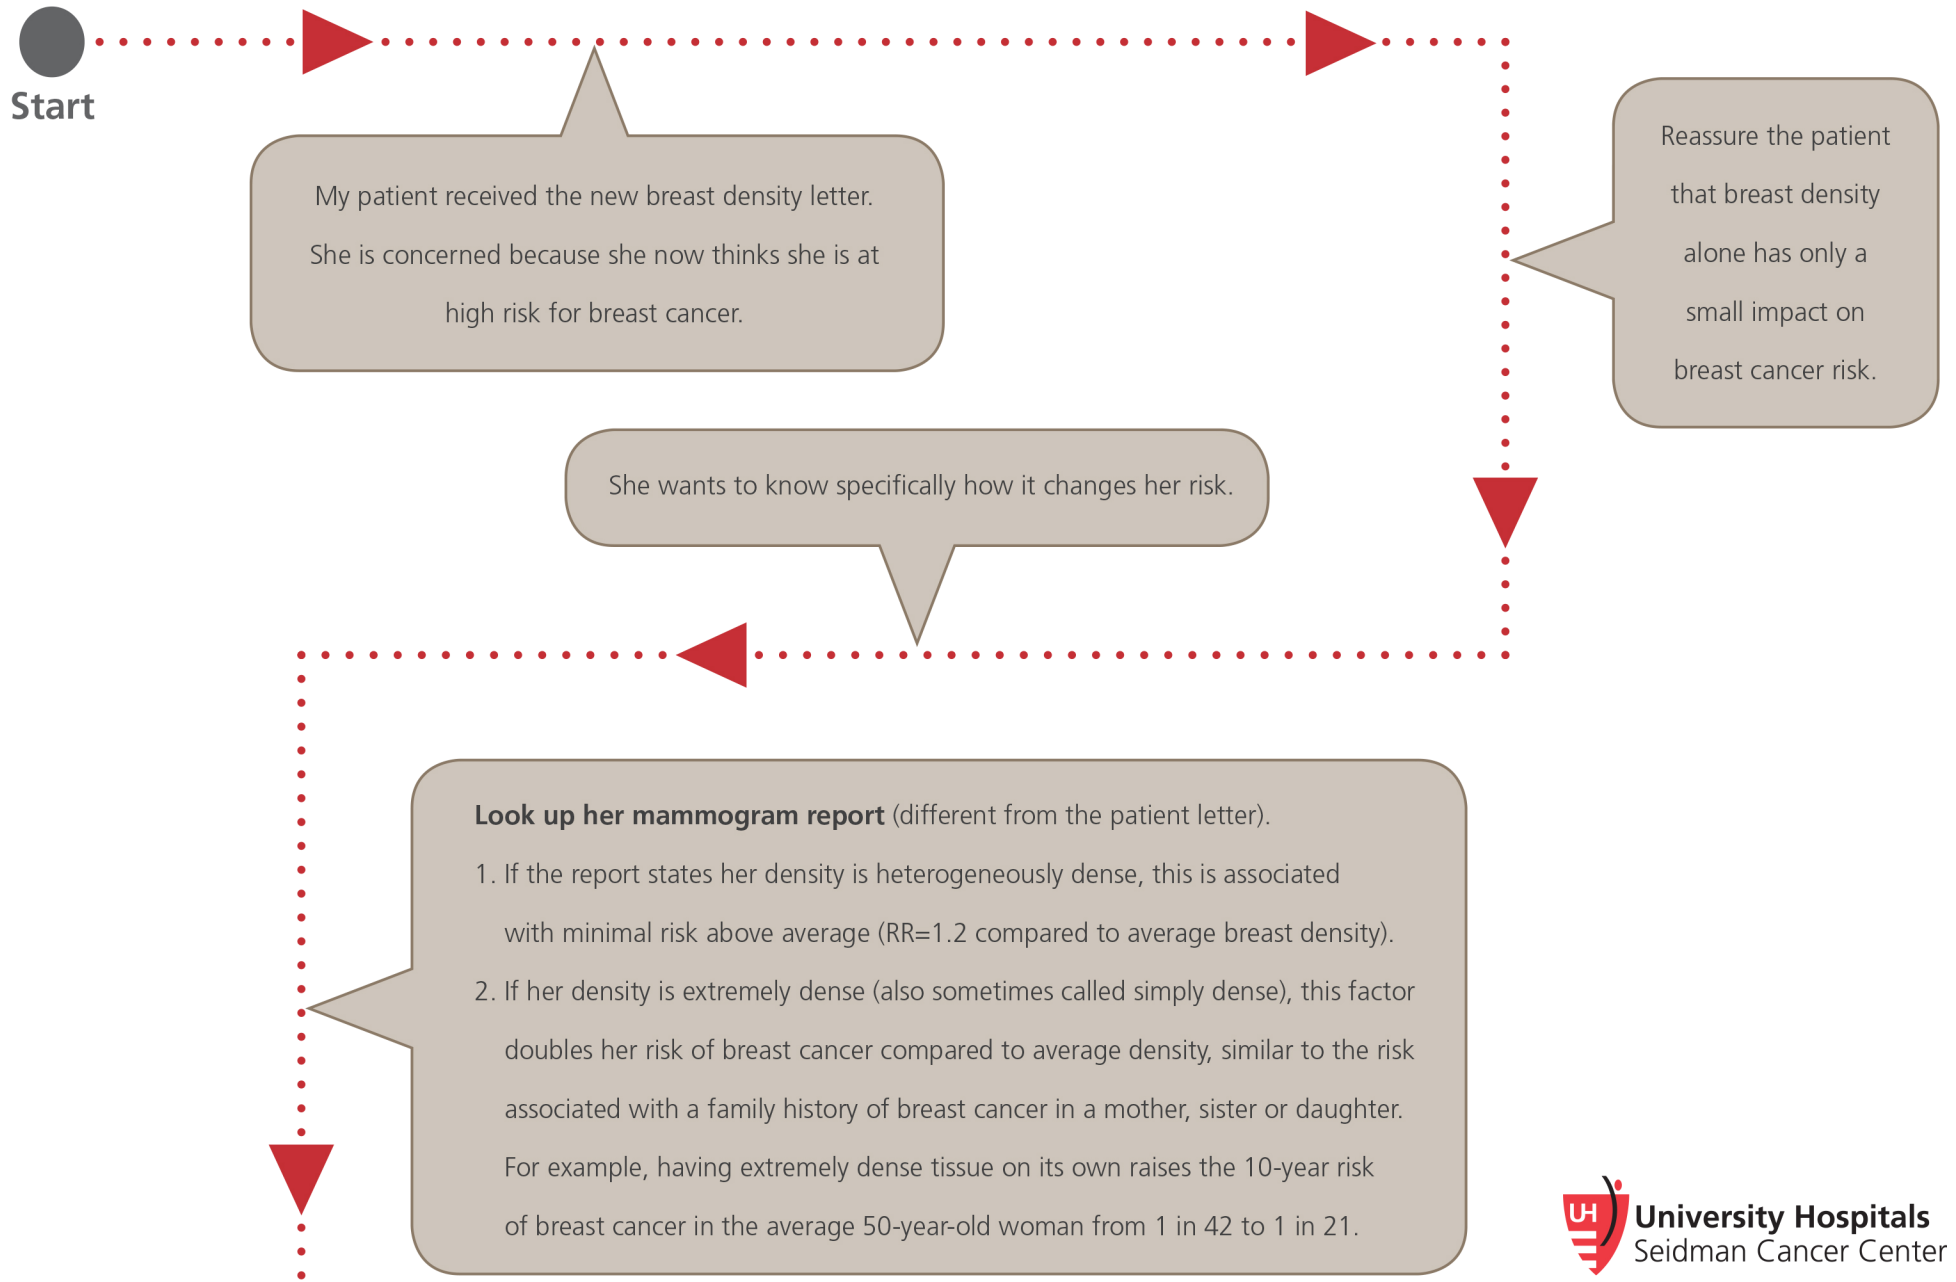 Start
My patient received the new breast density letter.
She is concerned because she now thinks she is at
high risk for breast cancer.
Reassure the patient
that breast density
alone has only a
small impact on
breast cancer risk.
She wants to know specifically how it changes her risk.
Look up her mammogram report (different from the patient letter).
1. If the report states her density is heterogeneously dense, this is associated
with minimal risk above average (RR=1.2 compared to average breast density).
2. If her density is extremely dense (also sometimes called simply dense), this factor
doubles her risk of breast cancer compared to average density, similar to the risk
associated with a family history of breast cancer in a mother, sister or daughter.
For example, having extremely dense tissue on its own raises the 10-year risk
of breast cancer in the average 50-year-old woman from 1 in 42 to 1 in 21.
UH
University Hospitals
Seidman Cancer Center